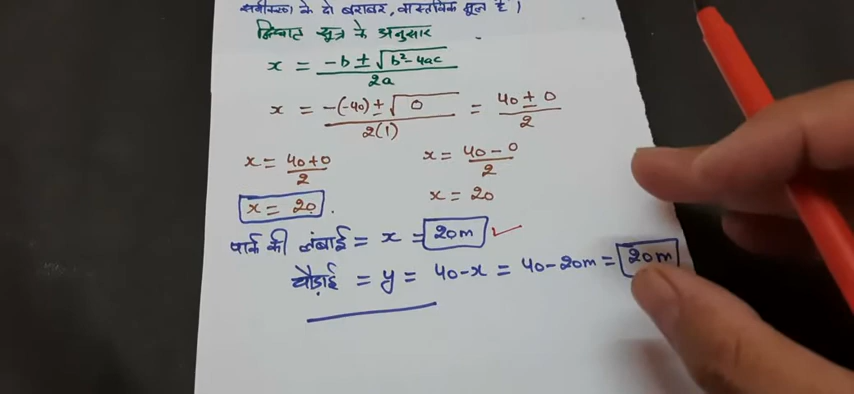 समीकरण के दो बराबर, वास्तविक मूल हैं।
द्विघात सूत्र के अनुसार
x = -b ± √b²-4ac / 2a
x = -(-40) ± √0 / 2(1) = 40 ± 0 / 2
x = 40+0 / 2 x = 40-0 / 2
x = 20. x = 20
पार्क की लंबाई = x = 20m ✓
चौड़ाई = y = 40-x = 40-20m = 20m